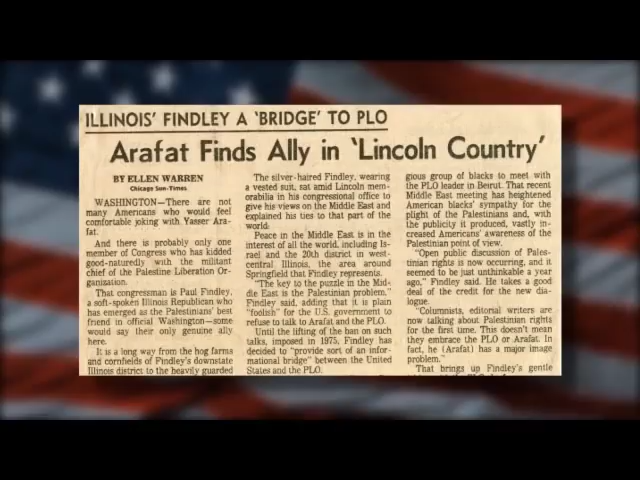 ILLINOIS' FINDLEY A 'BRIDGE' TO PLO
Arafat Finds Ally in 'Lincoln Country'
BY ELLEN WARREN
Chicago Sun-Times
WASHINGTON—There are not
many Americans who would feel
comfortable joking with Yasser Ara-
fat.
And there is probably only one
member of Congress who has kidded
good-naturedly with the militant
chief of the Palestine Liberation Or-
ganization.
That congressman is Paul Findley,
a soft-spoken Illinois Republican who
has emerged as the Palestinians' best
friend in official Washington—some
would say their only genuine ally
here.
It is a long way from the hog farms
and cornfields of Findley's downstate
Illinois district to the heavily guarded
The silver-haired Findley, wearing
a vested suit, sat amid Lincoln mem-
orabilia in his congressional office to
give his views on the Middle East and
explained his ties to that part of the
world:
Peace in the Middle East is in the
interest of all the world, including Is-
rael and the 20th district in west-
central Illinois, the area around
Springfield that Findley represents.
"The key to the puzzle in the Mid-
dle East is the Palestinian problem,"
Findley said, adding that it is plain
"foolish" for the U.S. government to
refuse to talk to Arafat and the PLO.
Until the lifting of the ban on such
talks, imposed in 1975, Findley has
decided to "provide sort of an infor-
mational bridge" between the United
States and the PLO.
gious group of blacks to meet with
the PLO leader in Beirut. That recent
Middle East meeting has heightened
American blacks' sympathy for the
plight of the Palestinians and, with
the publicity it produced, vastly in-
creased Americans' awareness of the
Palestinian point of view.
"Open public discussion of Pales-
tinian rights is now occurring, and it
seemed to be just unthinkable a year
ago," Findley said. He takes a good
deal of the credit for the new dia-
logue.
"Columnists, editorial writers are
now talking about Palestinian rights
for the first time. This doesn't mean
they embrace the PLO or Arafat. In
fact, he (Arafat) has a major image
problem."
That brings up Findley's gentle